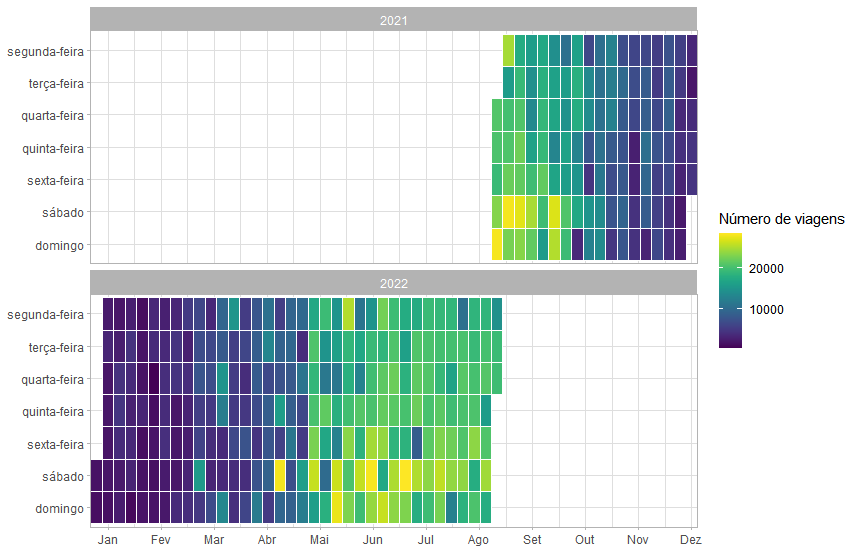 2021
segunda-feira
terça-feira
quarta-feira
quinta-feira
sexta-feira
sábado
domingo
2022
segunda-feira
terça-feira
quarta-feira
quinta-feira
sexta-feira
sábado
domingo
Jan Fev Mar Abr Mai Jun Jul Ago Set Out Nov Dez
Número de viagens
20000
10000